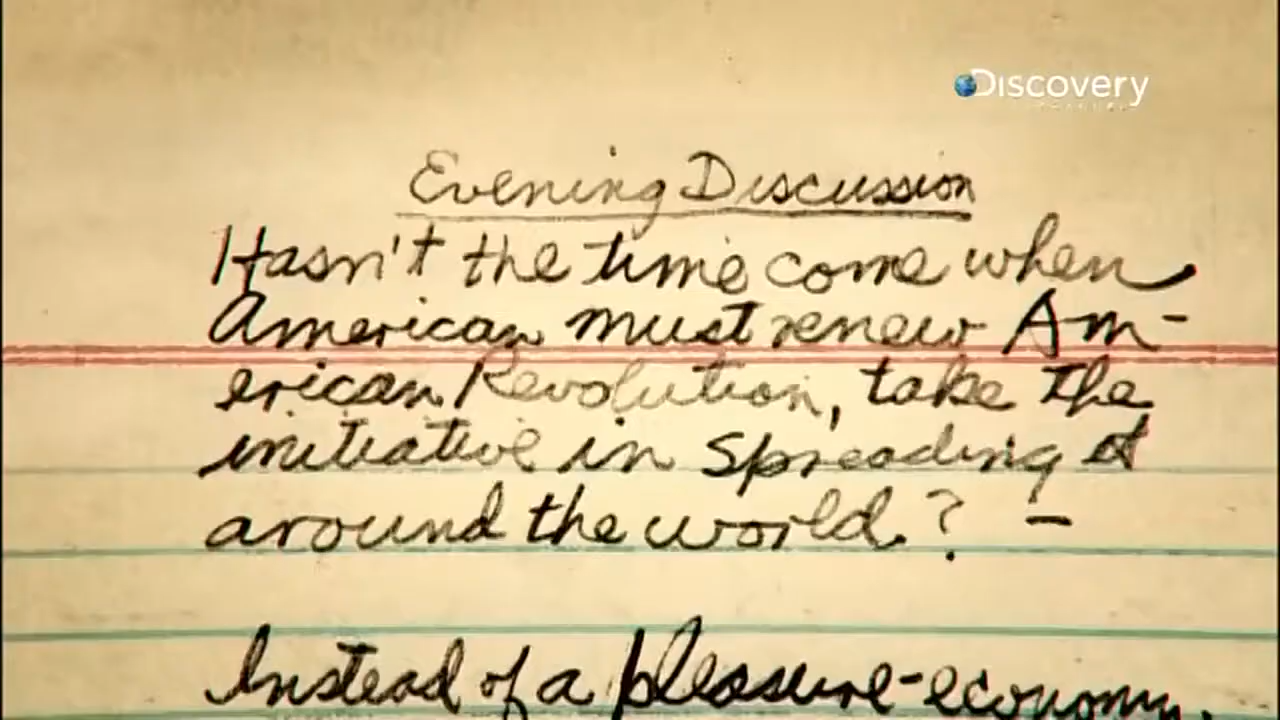 Discovery
CHANNEL
Evening Discussion
Hasn't the time come when
American must renew Am-
erican Revolution, take the
initiative in spreading it
around the world.? –
Instead of a pleasure-economy,